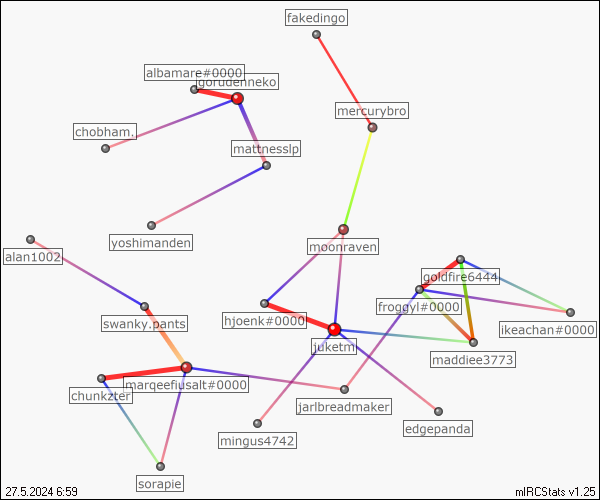 fakedingo
albamare#0000
gorudenneko
mercurybro
chobham.
mattnesslp
yoshimanden
moonraven
alan1002
goldfire6444
froggyl#0000
swanky.pants
hjoenk#0000
ikeachan#0000
juketm
maddiee3773
marqeefiusalt#0000
chunkzter
jarlbreadmaker
edgepanda
mingus4742
sorapie
27.5.2024 6:59
mIRCStats v1.25